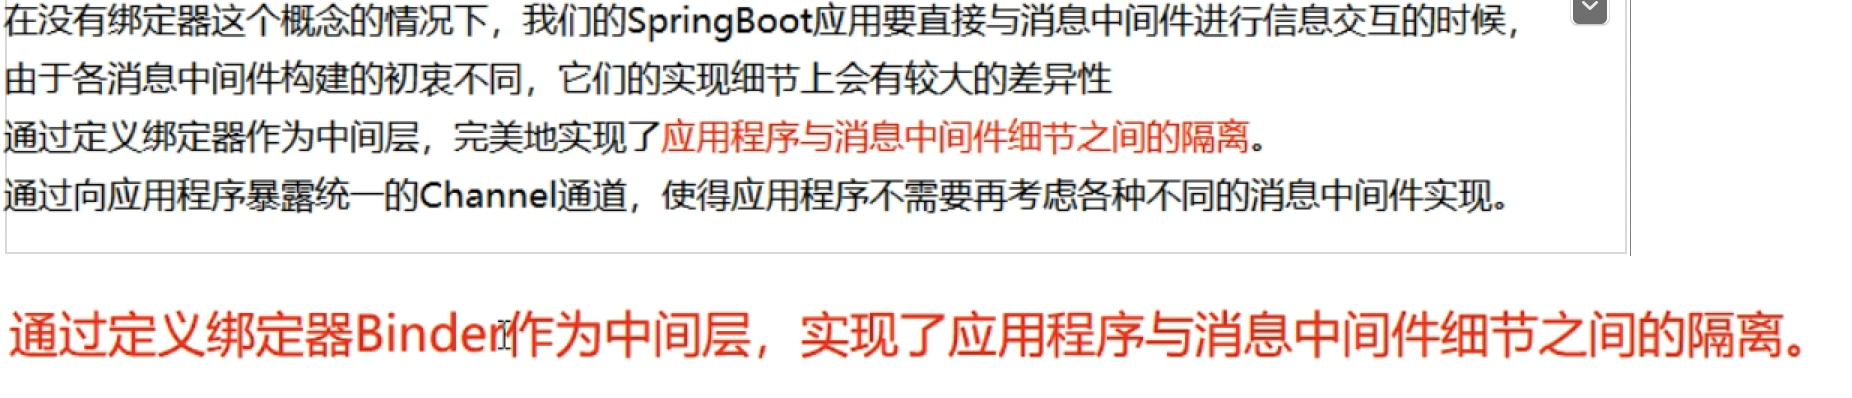 在没有绑定器这个概念的情况下，我们的SpringBoot应用要直接与消息中间件进行信息交互的时候，
由于各消息中间件构建的初衷不同，它们的实现细节上会有较大的差异性
通过定义绑定器作为中间层，完美地实现了应用程序与消息中间件细节之间的隔离。
通过向应用程序暴露统一的Channel通道，使得应用程序不需要再考虑各种不同的消息中间件实现。
通过定义绑定器Binder作为中间层，实现了应用程序与消息中间件细节之间的隔离。